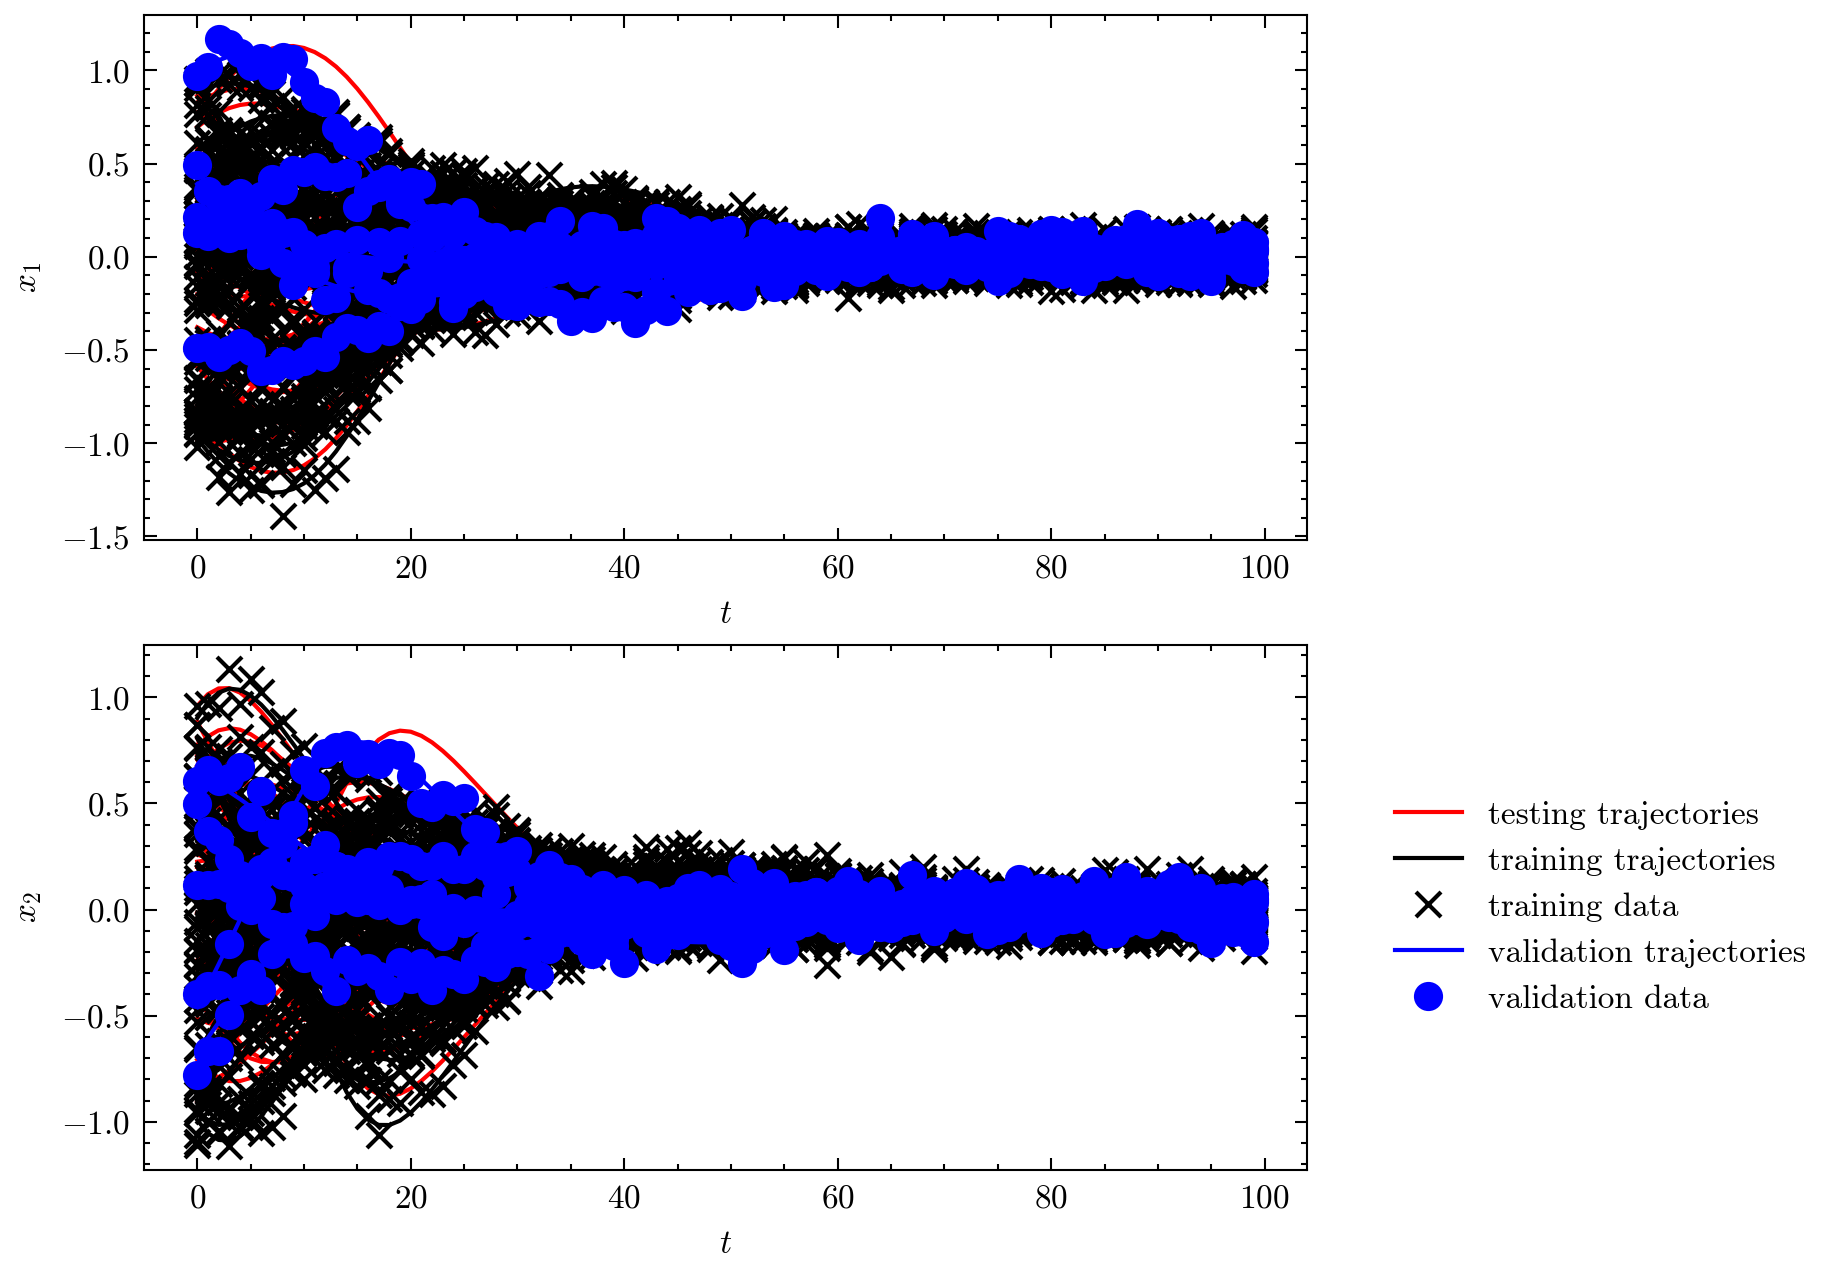 1.0
0.5
0.0
−0.5
−1.0
−1.5
x₁
0 20 40 60 80 100
t
1.0
0.5
0.0
−0.5
−1.0
x₂
0 20 40 60 80 100
t
testing trajectories
training trajectories
training data
validation trajectories
validation data